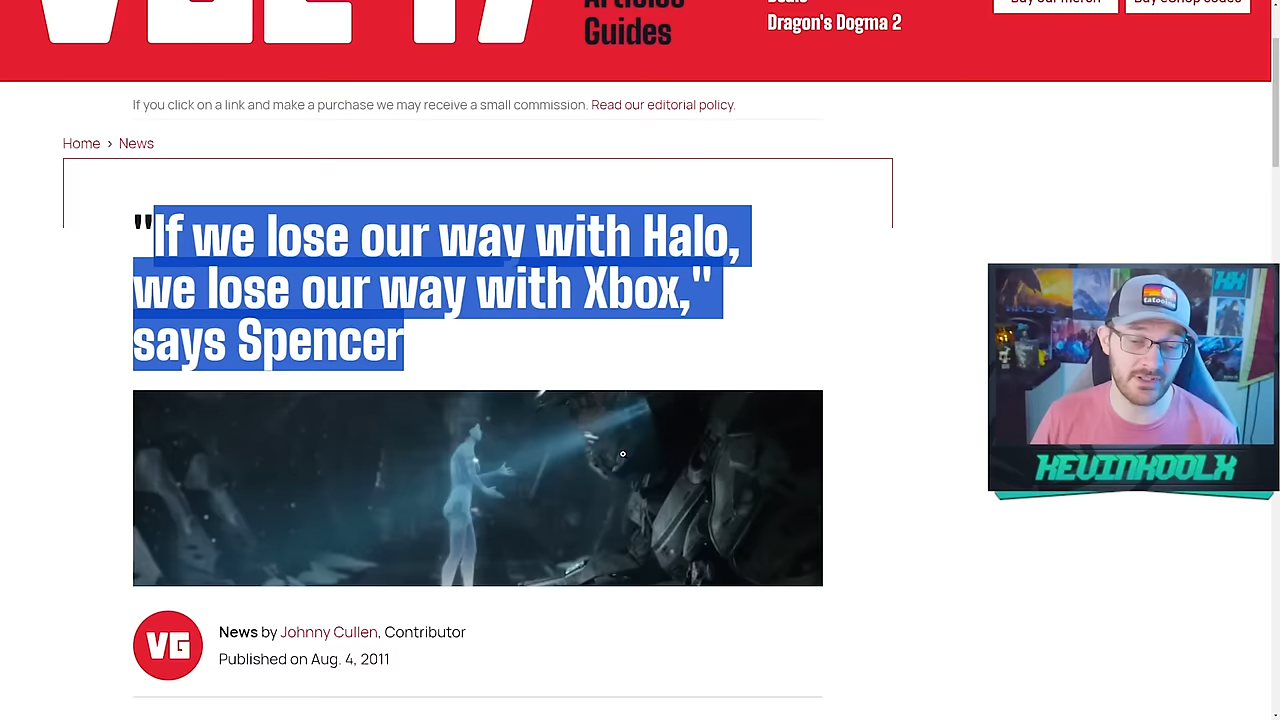 Guides
Dragon's Dogma 2
If you click on a link and make a purchase we may receive a small commission. Read our editorial policy.
Home > News
"If we lose our way with Halo,
we lose our way with Xbox,"
says Spencer
KEVINKOOLX
VG
News by Johnny Cullen, Contributor
Published on Aug. 4, 2011